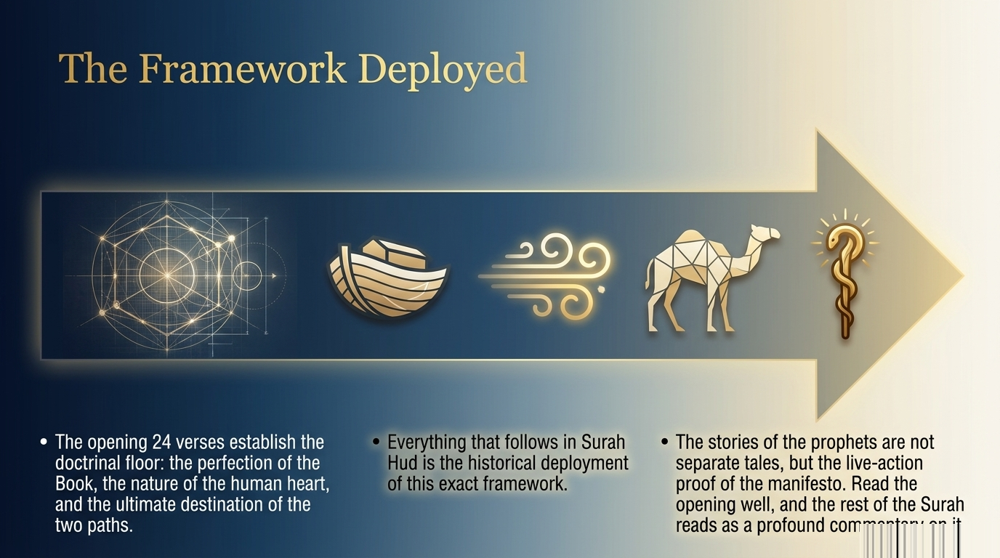 The Framework Deployed
• The opening 24 verses establish the
doctrinal floor: the perfection of the
Book, the nature of the human heart,
and the ultimate destination of the
two paths.
• Everything that follows in Surah
Hud is the historical deployment
of this exact framework.
• The stories of the prophets are not
separate tales, but the live-action
proof of the manifesto. Read the
opening well, and the rest of the Surah
reads as a profound commentary on it.